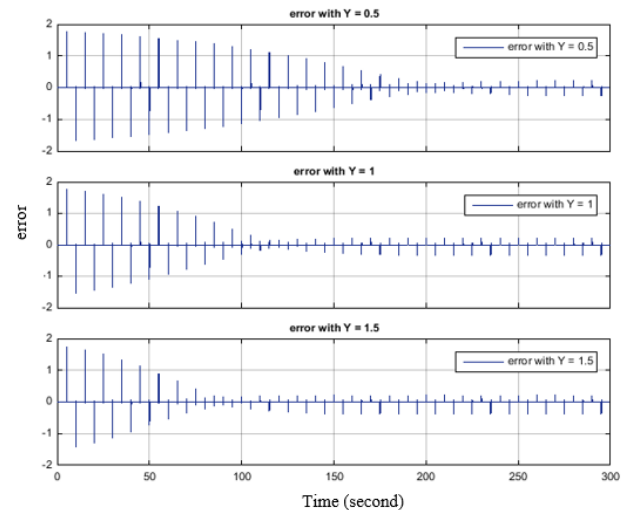 error with Y = 0.5
2
error with Y = 0.5
1
0
-1
-2
error with Y = 1
2
error with Y = 1
1
0
-1
-2
error
error with Y = 1.5
2
error with Y = 1.5
1
0
-1
-2
0 50 100 150 200 250 300
Time (second)